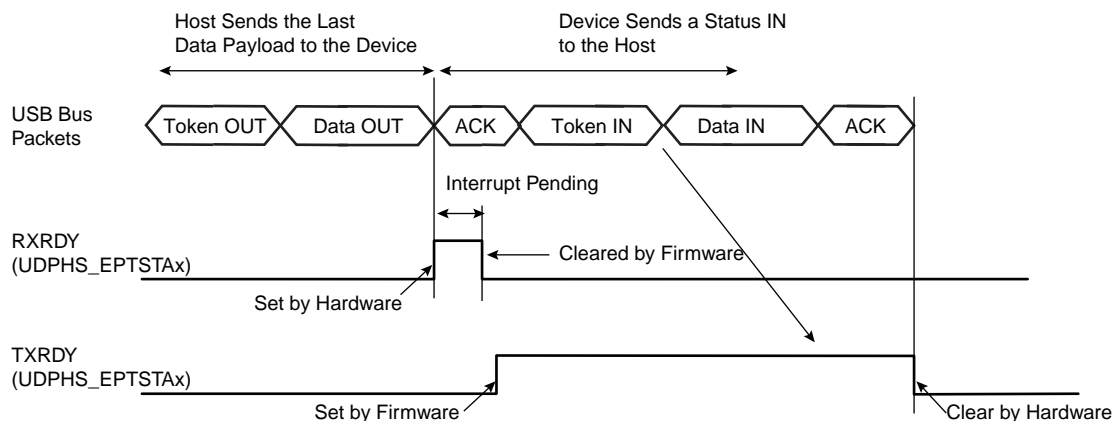 Host Sends the Last
Data Payload to the Device
Device Sends a Status IN
to the Host
USB Bus
Packets
Token OUT
Data OUT
ACK
Token IN
Data IN
ACK
Interrupt Pending
RXRDY
(UDPHS_EPTSTAx)
Cleared by Firmware
Set by Hardware
TXRDY
(UDPHS_EPTSTAx)
Set by Firmware
Clear by Hardware